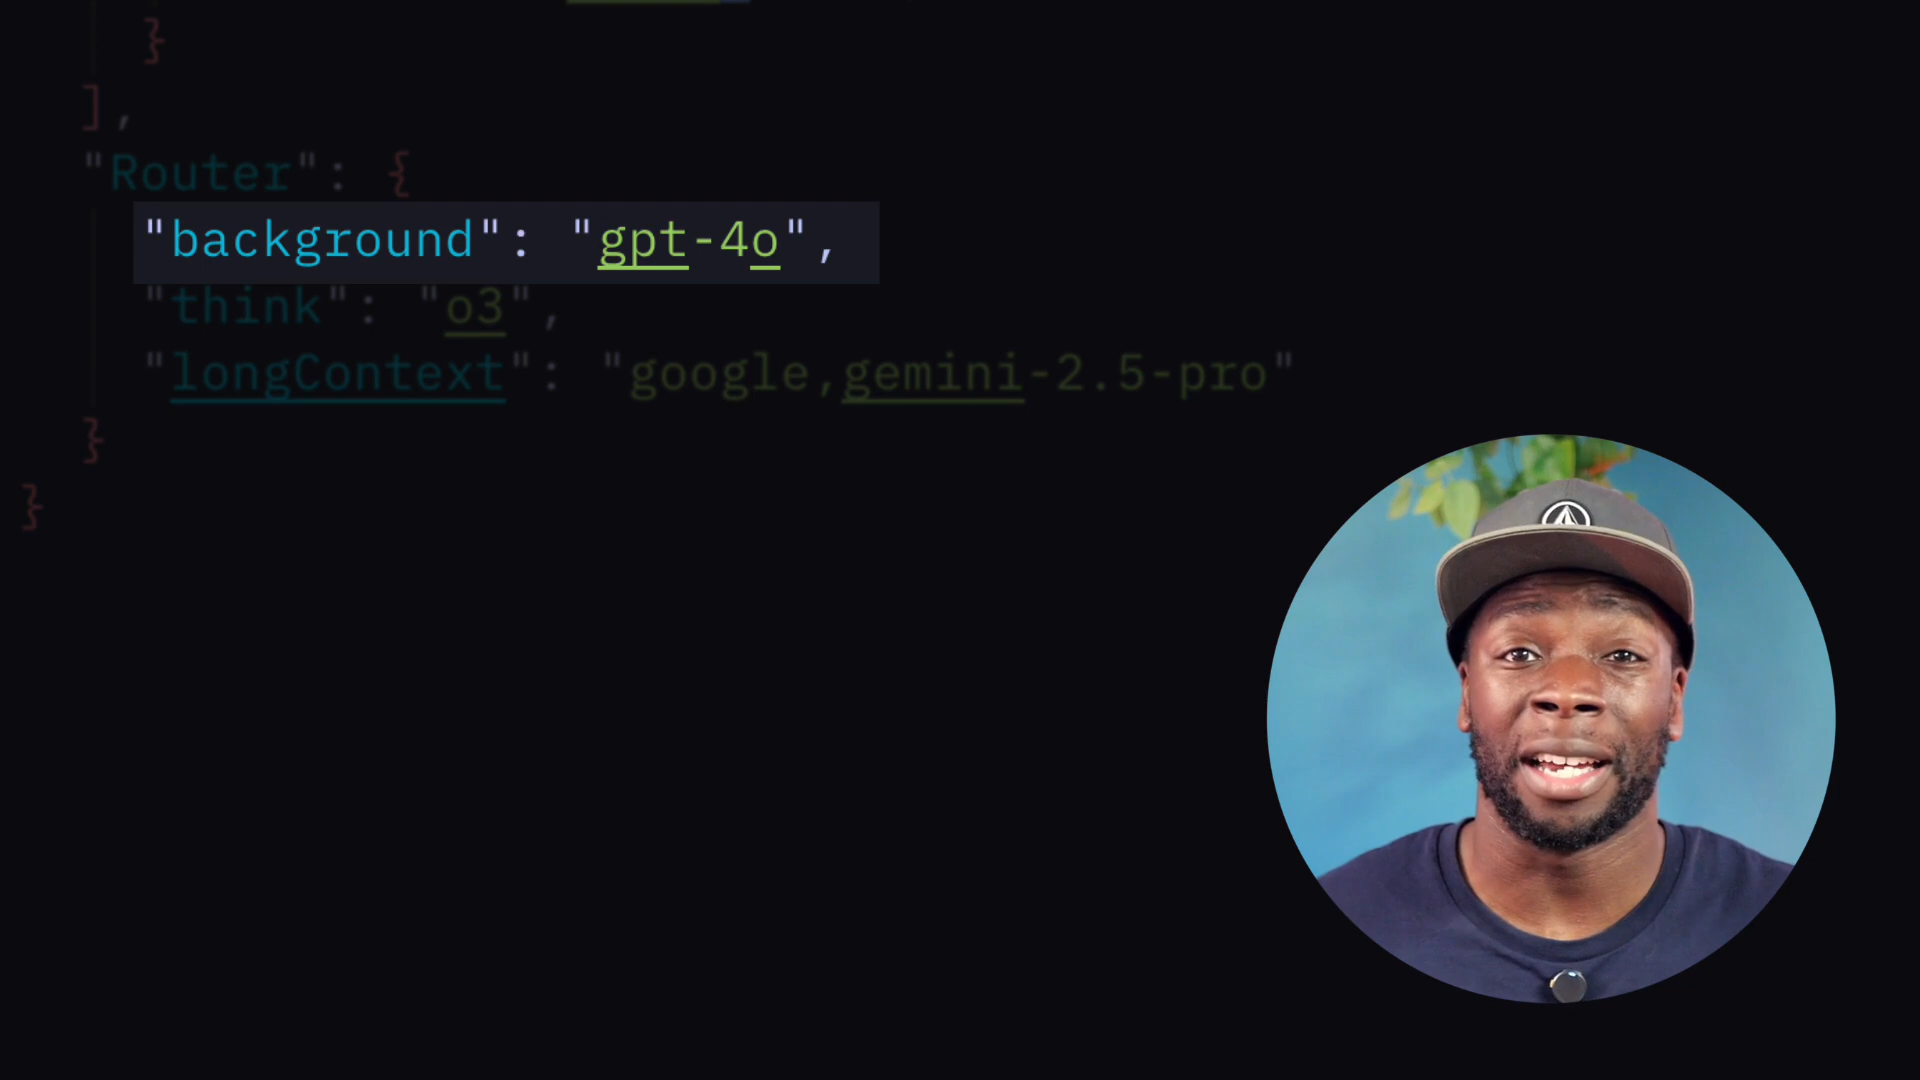 }
],
"Router": {
"background": "gpt-4o",
"think": "o3",
"longContext": "google,gemini-2.5-pro"
}
}